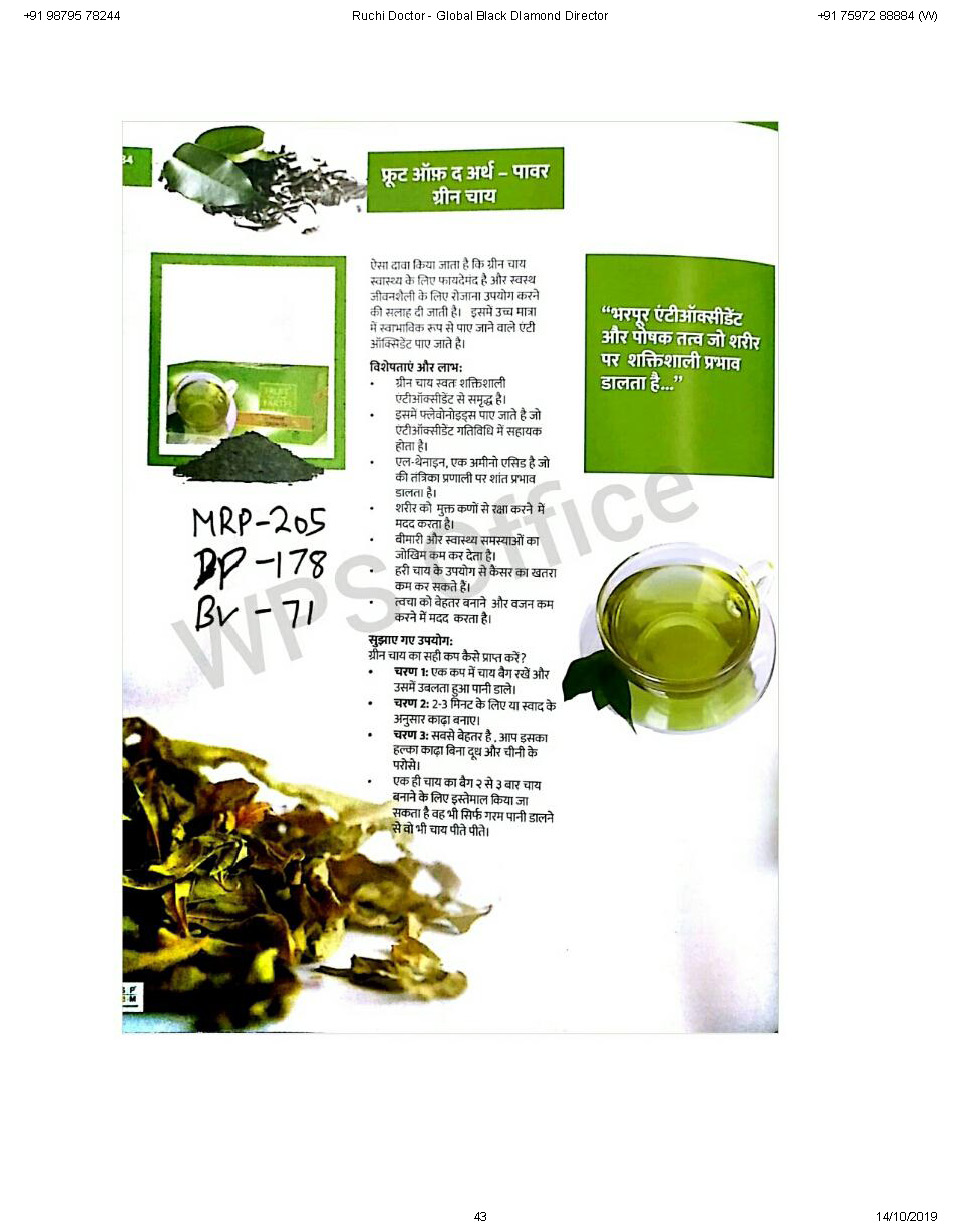 +91 98795 78244
Ruchi Doctor - Global Black DIamond Director
+91 75972 88884 (W)
34
फ्रूट ऑफ़ द अर्थ – पावर
ग्रीन चाय
ऐसा दावा किया जाता है कि ग्रीन चाय
स्वास्थ्य के लिए फायदेमंद है और स्वस्थ
जीवनशैली के लिए रोजाना उपयोग करने
की सलाह दी जाती है। इसमें उच्च मात्रा
में स्वाभाविक रूप से पाए जाने वाले एंटी
ऑक्सिडेंट पाए जाते है।
विशेषताएं और लाभ:
• ग्रीन चाय स्वतः शक्तिशाली
एंटीऑक्सीडेंट से समृद्ध है।
• इसमें फ्लेवोनोइड्स पाए जाते है जो
एंटीऑक्सीडेंट गतिविधि में सहायक
होता है।
• एल-थेनाइन, एक अमीनो एसिड है जो
की तंत्रिका प्रणाली पर शांत प्रभाव
डालता है।
• शरीर को मुक्त कणों से रक्षा करने में
मदद करता है।
• बीमारी और स्वास्थ्य समस्याओं का
जोखिम कम कर देता है।
• हरी चाय के उपयोग से कैंसर का खतरा
कम कर सकते हैं।
• त्वचा को बेहतर बनाने और वजन कम
करने में मदद करता है।
सुझाए गए उपयोग:
ग्रीन चाय का सही कप कैसे प्राप्त करें?
• चरण 1: एक कप में चाय बैग रखें और
उसमें उबलता हुआ पानी डाले।
• चरण 2: 2-3 मिनट के लिए या स्वाद के
अनुसार काढ़ा बनाए।
• चरण 3: सबसे बेहतर है , आप इसका
हल्का काढ़ा बिना दूध और चीनी के
परोसे।
• एक ही चाय का बैग २ से ३ बार चाय
बनाने के लिए इस्तेमाल किया जा
सकता है वह भी सिर्फ गरम पानी डालने
से वो भी चाय पीते पीते।
“भरपूर एंटीऑक्सीडेंट
और पोषक तत्व जो शरीर
पर शक्तिशाली प्रभाव
डालता है...”
FRUIT
EARTH
MRP-205
DP-178
BV-71
WPS Office
43
14/10/2019